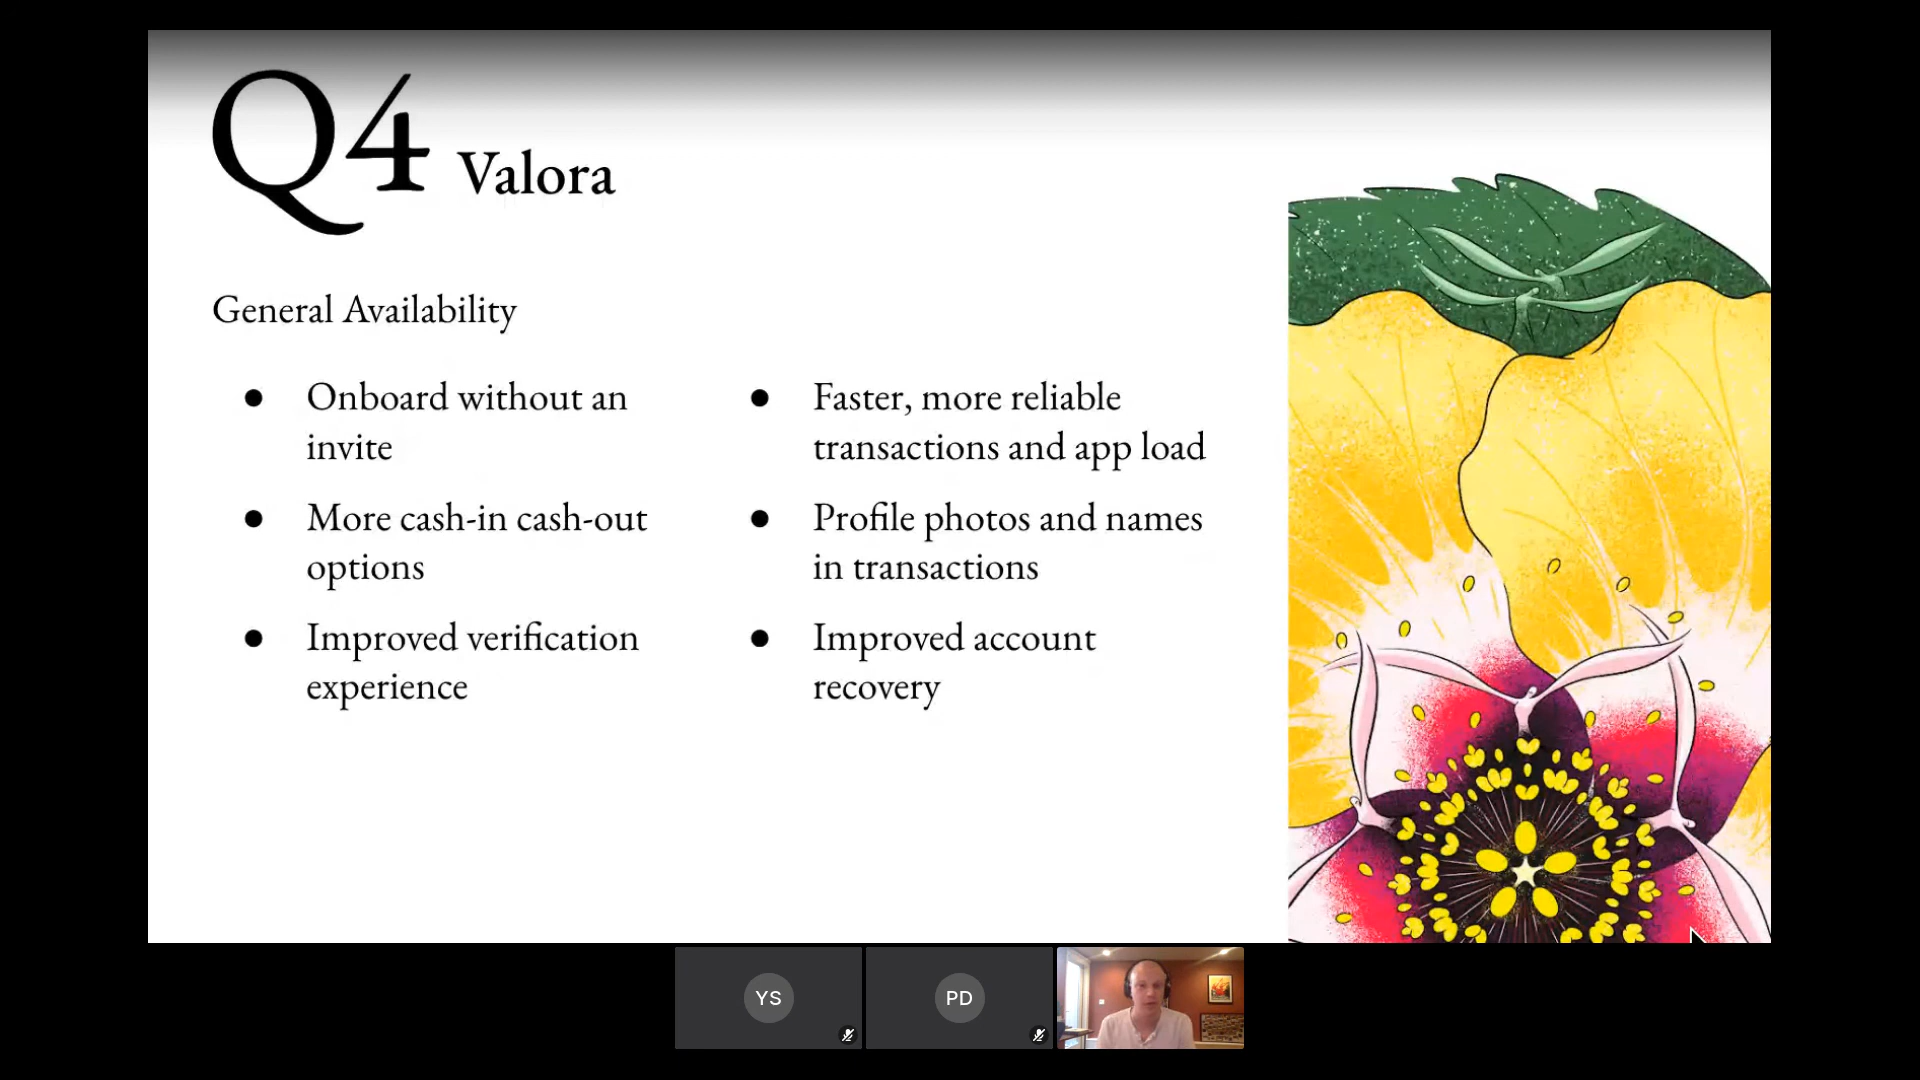 Q4 Valora
General Availability
● Onboard without an
invite
● More cash-in cash-out
options
● Improved verification
experience
● Faster, more reliable
transactions and app load
● Profile photos and names
in transactions
● Improved account
recovery
YS
PD